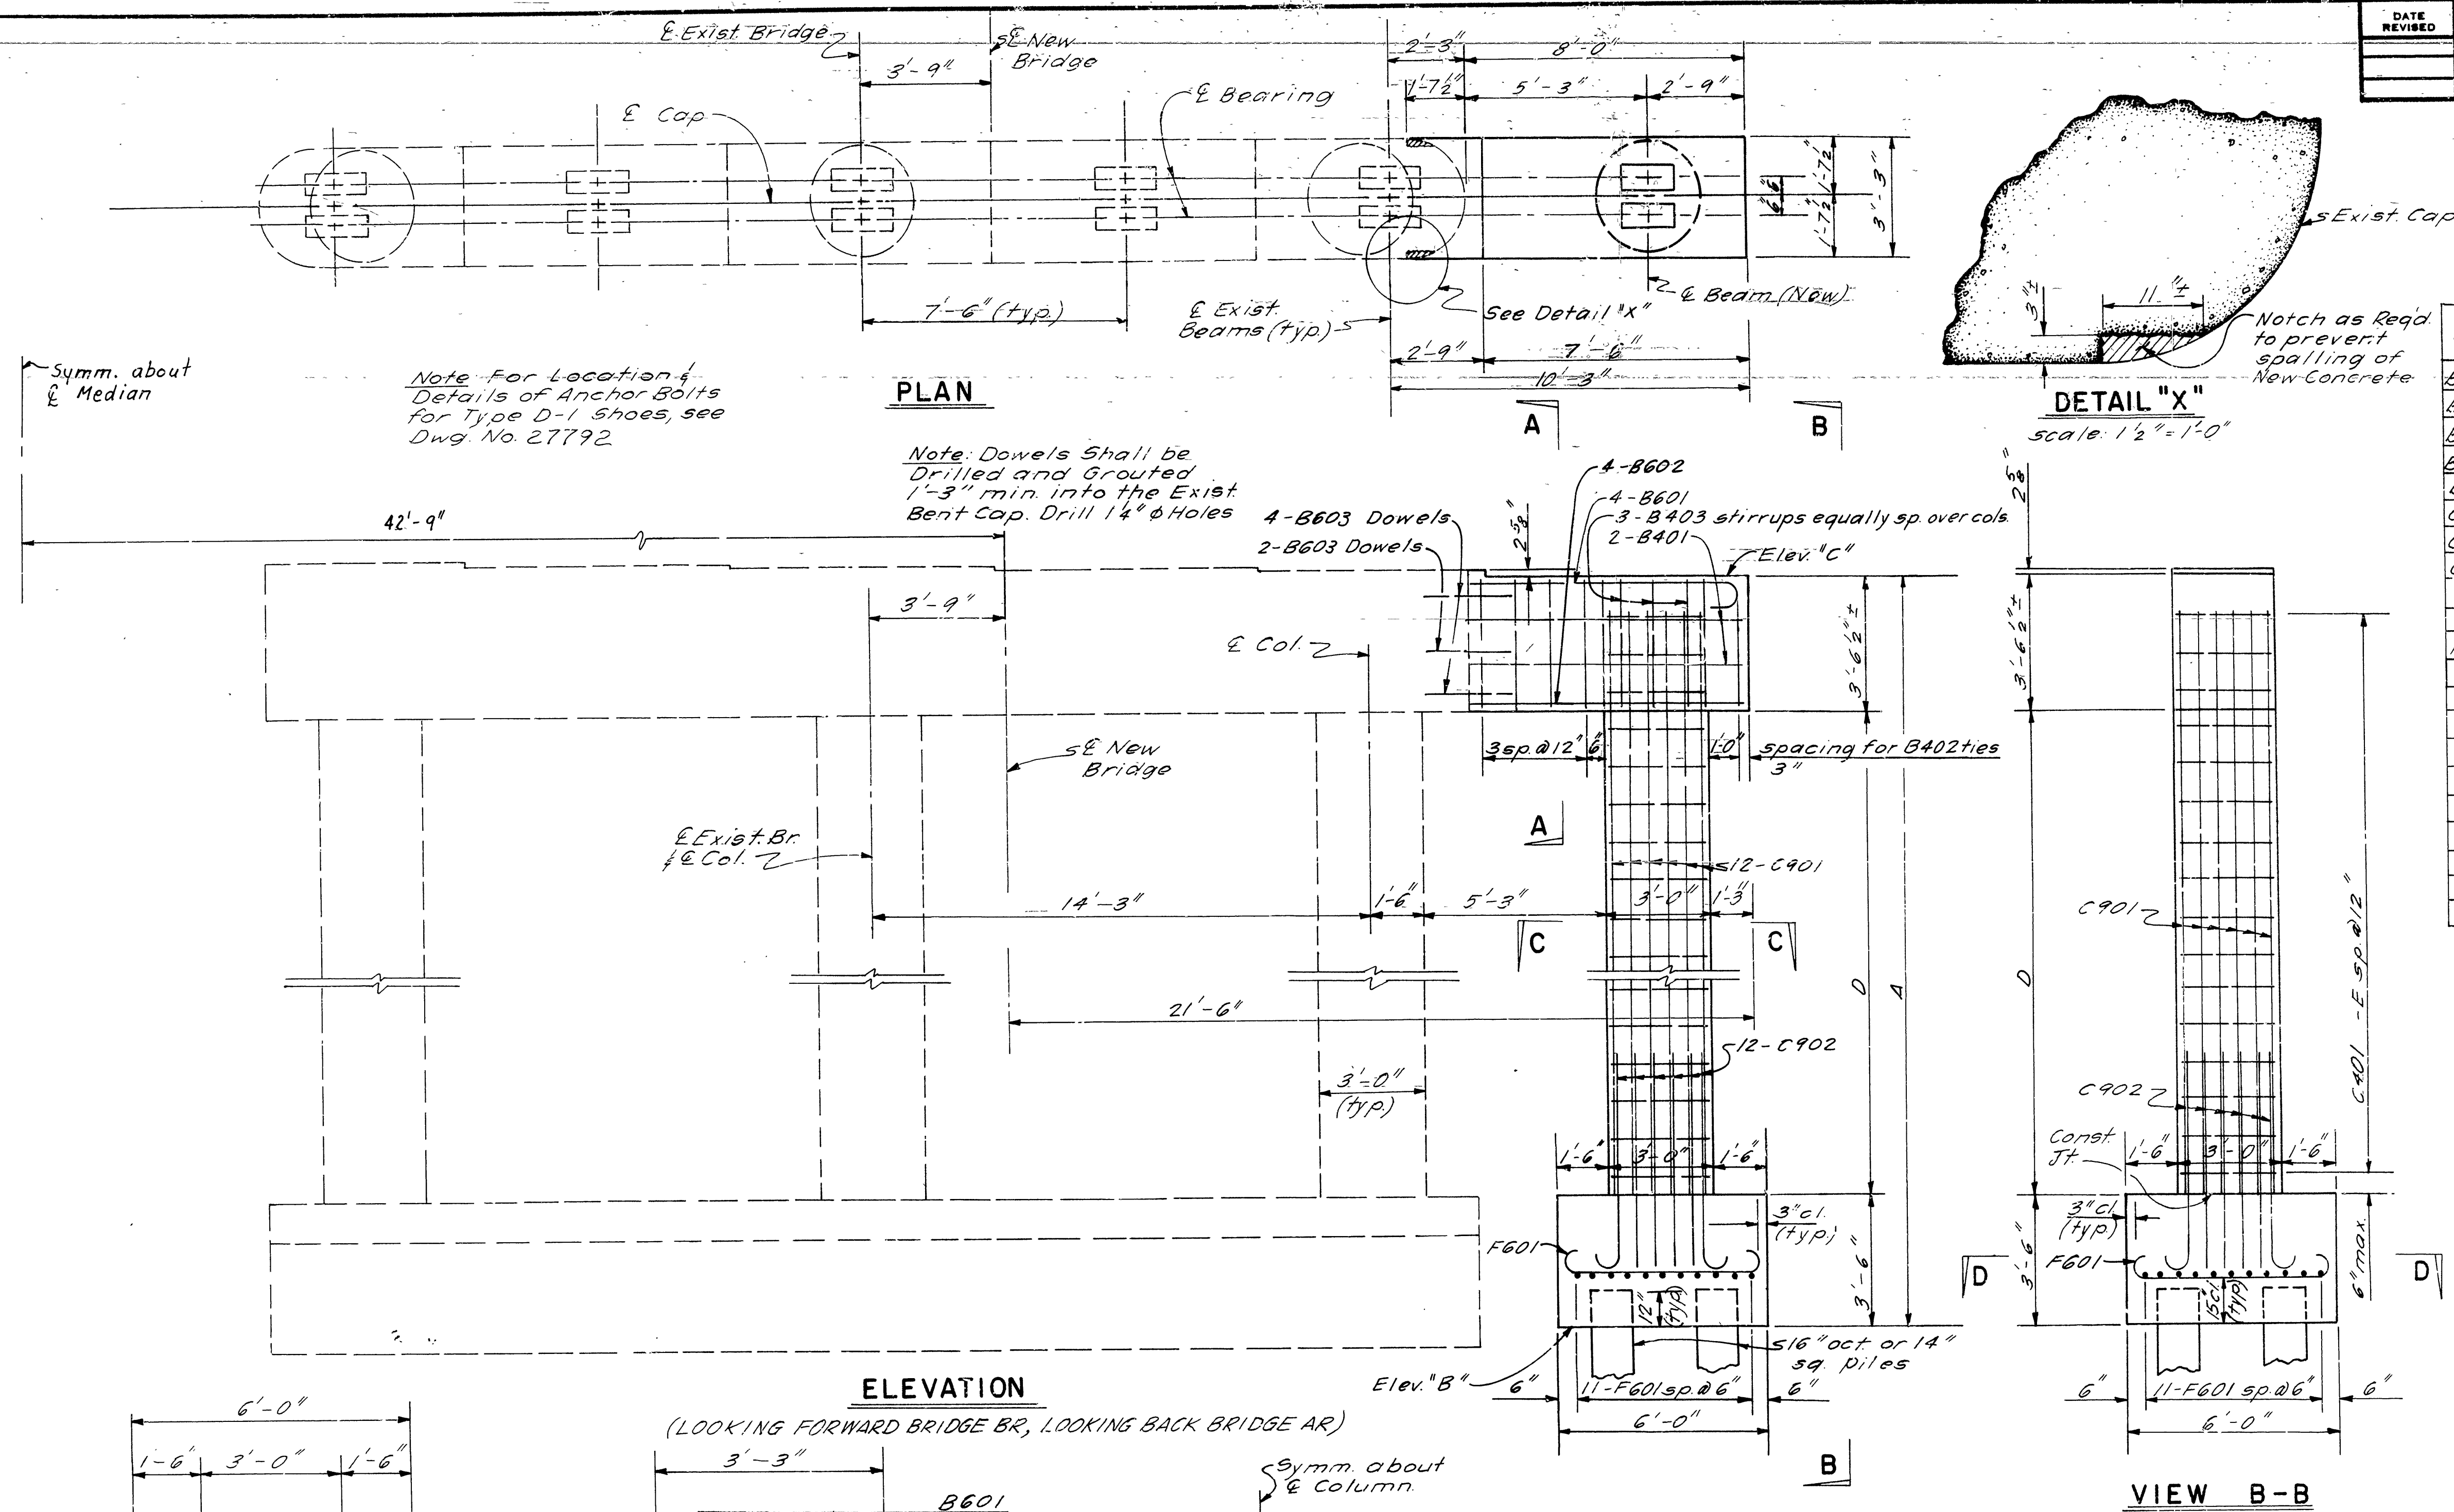 DATE
REVISED
℄ Exist. Bridge
℄ New
Bridge
3'-9"
2'-3"
8'-0"
1'-7½"
5'-3"
2'-9"
℄ Cap
℄ Bearing
6" 6"
1'-7½" 1'-7½"
3'-3"
Exist. Cap
3"±
11"±
Notch as Req'd.
to prevent
spalling of
New Concrete
DETAIL "X"
scale: 1½" = 1'-0"
7'-6" (typ.)
℄ Exist.
Beams (typ.)
See Detail "X"
℄ Beam (New)
2'-9"
7'-6"
10'-3"
Symm. about
℄ Median
Note: For Location &
Details of Anchor Bolts
for Type D-1 Shoes, see
Dwg. No. 27792
PLAN
A
B
Note: Dowels Shall be
Drilled and Grouted
1'-3" min. into the Exist.
Bent Cap. Drill 1¼" ϕ Holes
42'-9"
4-B603 Dowels
2-B603 Dowels
2⅝"
4-B602
4-B601
3-B403 stirrups equally sp. over cols.
2-B401
Elev. "C"
2⅝"
3'-9"
℄ Col.
3'-6½"±
3'-6½"±
3 sp. @ 12"
6"
1'-0"
spacing for B402 ties
3"
℄ New
Bridge
A
℄ Exist. Br.
& ℄ Col.
12-C901
14'-3"
1'-6"
5'-3"
3'-0"
1'-3"
C
C
C901
C401 - E sp. @ 12"
D
A
D
21'-6"
12-C902
3'-0"
(typ.)
C902
Const.
Jt.
1'-6"
3'-0"
1'-6"
1'-6"
3'-0"
1'-6"
3" cl.
(typ.)
3" cl.
(typ.)
F601
F601
3'-6"
3'-6"
6" max.
D
D
12"
(typ)
15 cl.
(typ)
16" oct. or 14"
sq. piles
Elev. "B"
6"
11-F601 sp. @ 6"
6"
6"
11-F601 sp. @ 6"
6"
6'-0"
6'-0"
ELEVATION
(LOOKING FORWARD BRIDGE BR, LOOKING BACK BRIDGE AR)
B
VIEW B-B
6'-0"
1'-6"
3'-0"
1'-6"
3'-3"
B601
Symm. about
℄ Column